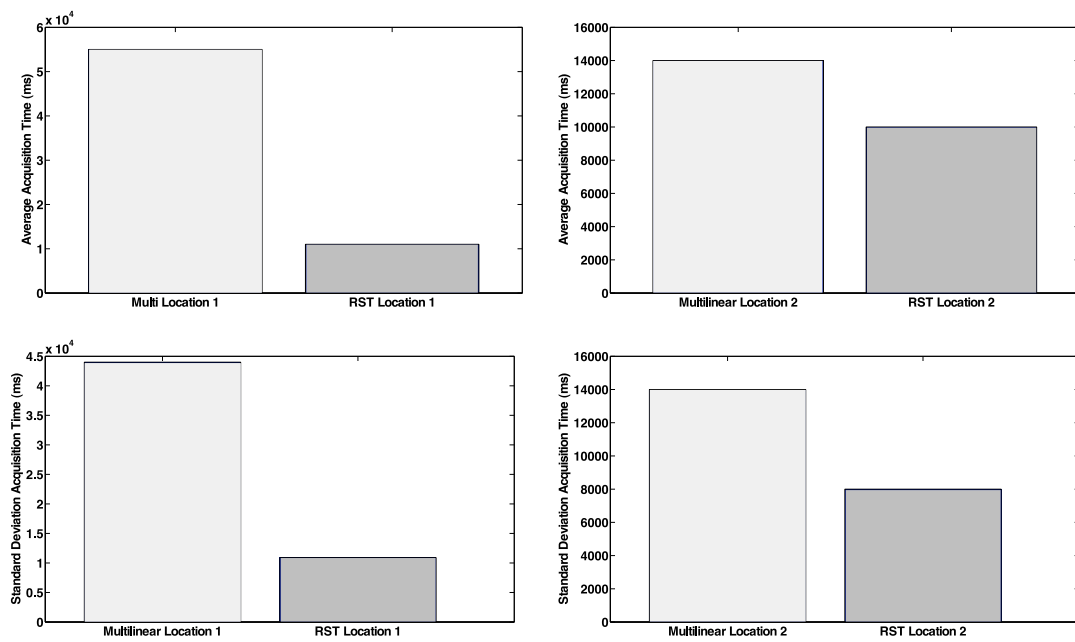 x 10^4
6
5
4
3
2
1
0
Average Acquisition Time (ms)
Multi Location 1
RST Location 1
16000
14000
12000
10000
8000
6000
4000
2000
0
Average Acquisition Time (ms)
Multilinear Location 2
RST Location 2
x 10^4
4.5
4
3.5
3
2.5
2
1.5
1
0.5
0
Standard Deviation Acquisition Time (ms)
Multilinear Location 1
RST Location 1
16000
14000
12000
10000
8000
6000
4000
2000
0
Standard Deviation Acquisition Time (ms)
Multilinear Location 2
RST Location 2